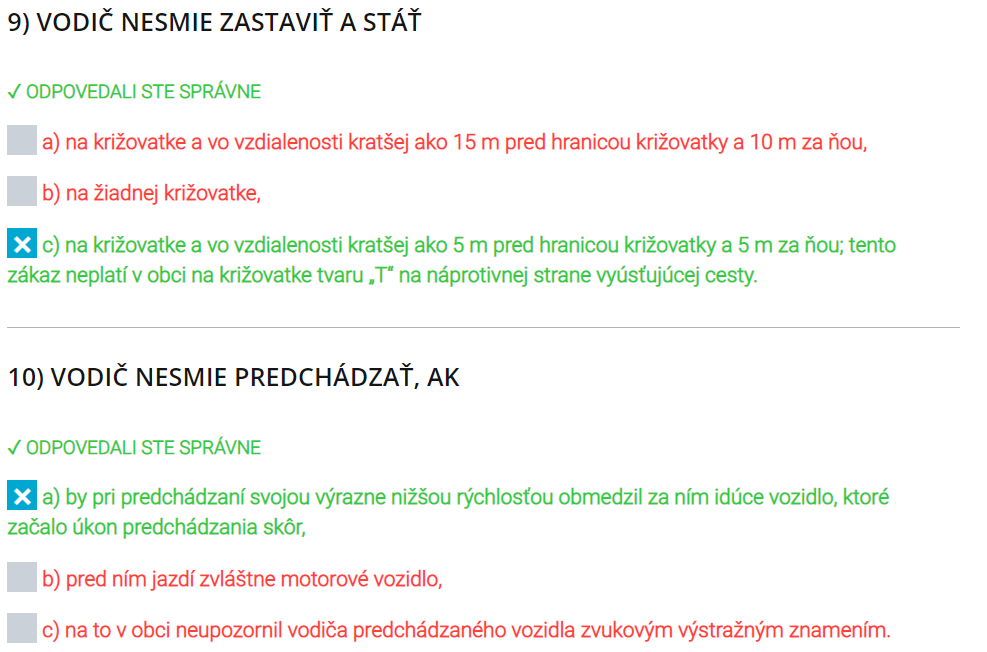 9) VODIČ NESMIE ZASTAVIŤ A STÁŤ
✓ ODPOVEDALI STE SPRÁVNE
a) na križovatke a vo vzdialenosti kratšej ako 15 m pred hranicou križovatky a 10 m za ňou,
b) na žiadnej križovatke,
c) na križovatke a vo vzdialenosti kratšej ako 5 m pred hranicou križovatky a 5 m za ňou; tento
zákaz neplatí v obci na križovatke tvaru „T“ na náprotivnej strane vyúsťujúcej cesty.
10) VODIČ NESMIE PREDCHÁDZAŤ, AK
✓ ODPOVEDALI STE SPRÁVNE
a) by pri predchádzaní svojou výrazne nižšou rýchlosťou obmedzil za ním idúce vozidlo, ktoré
začalo úkon predchádzania skôr,
b) pred ním jazdí zvláštne motorové vozidlo,
c) na to v obci neupozornil vodiča predchádzaného vozidla zvukovým výstražným znamením.